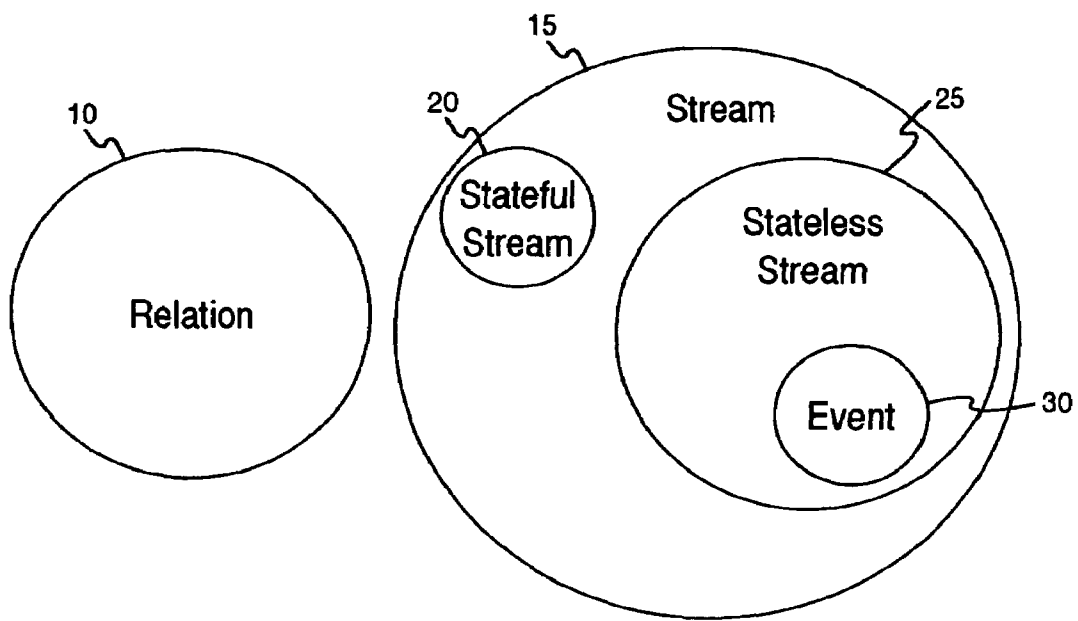 15
10
20
Stream
25
Stateful
Stream
Stateless
Stream
Relation
Event
30